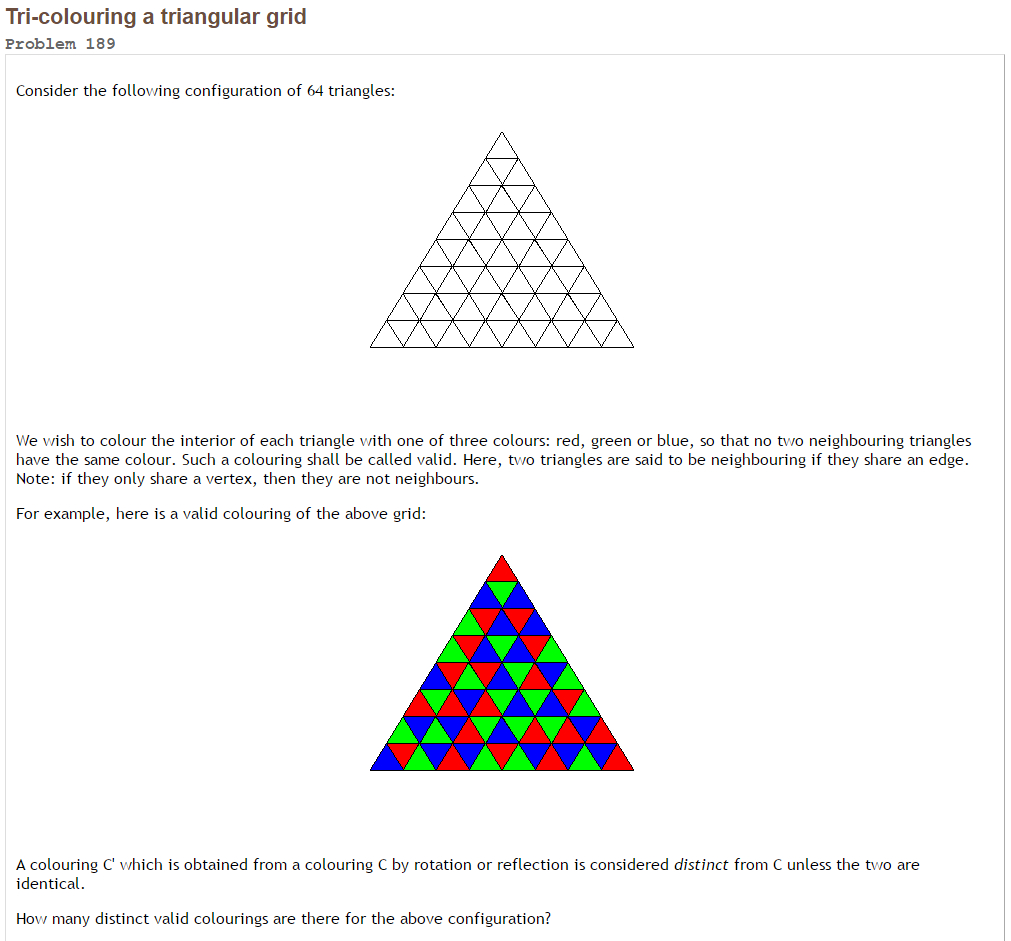 Tri-colouring a triangular grid
Problem 189
Consider the following configuration of 64 triangles:
We wish to colour the interior of each triangle with one of three colours: red, green or blue, so that no two neighbouring triangles
have the same colour. Such a colouring shall be called valid. Here, two triangles are said to be neighbouring if they share an edge.
Note: if they only share a vertex, then they are not neighbours.
For example, here is a valid colouring of the above grid:
A colouring C' which is obtained from a colouring C by rotation or reflection is considered distinct from C unless the two are
identical.
How many distinct valid colourings are there for the above configuration?